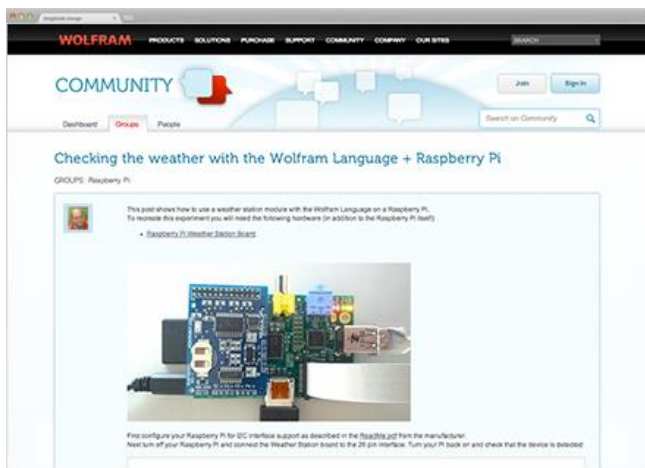 WOLFRAM PRODUCTS SOLUTIONS PURCHASE SUPPORT COMMUNITY COMPANY OUR SITES SEARCH
COMMUNITY
Join Sign In
Dashboard Groups People
Search on Community
Checking the weather with the Wolfram Language + Raspberry Pi
GROUPS: Raspberry Pi
This post shows how to use a weather station module with the Wolfram Language on a Raspberry Pi.
To recreate this experiment you will need the following hardware (in addition to the Raspberry Pi itself)
• Raspberry Pi Weather Station Board
First configure your Raspberry Pi for I2C interface support as described in the ReadMe.pdf from the manufacturer.
Next turn off your Raspberry Pi and connect the Weather Station board to the 26 pin interface. Turn your Pi back on and check that the device is detected